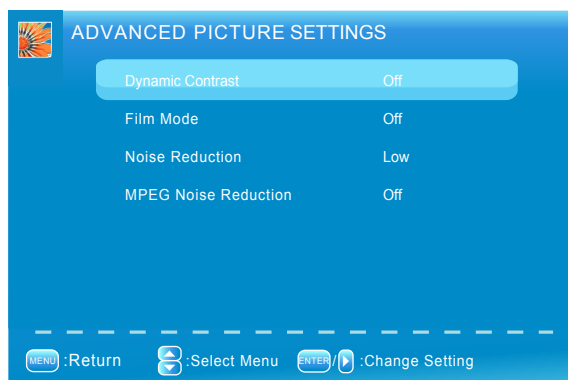 ADVANCED PICTURE SETTINGS
Dynamic Contrast Off
Film Mode Off
Noise Reduction Low
MPEG Noise Reduction Off
MENU :Return :Select Menu ENTER / :Change Setting